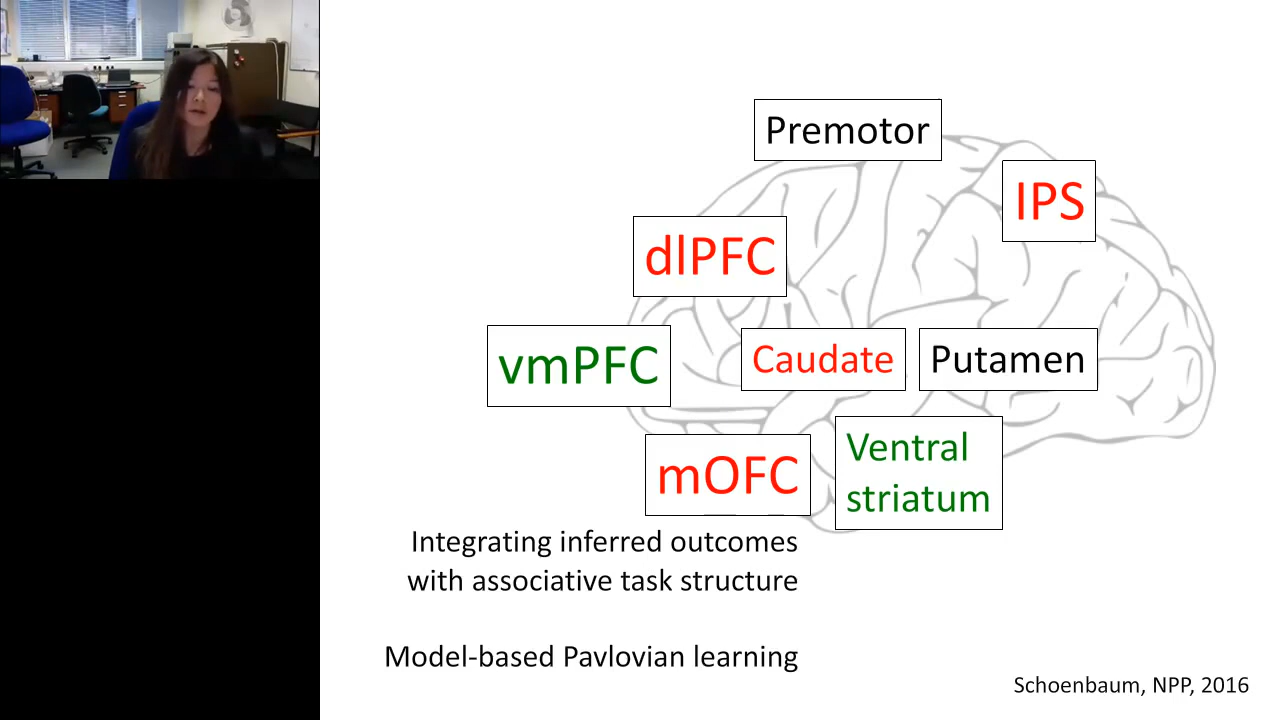 Premotor
IPS
dlPFC
vmPFC
Caudate
Putamen
mOFC
Ventral
striatum
Integrating inferred outcomes
with associative task structure
Model-based Pavlovian learning
Schoenbaum, NPP, 2016